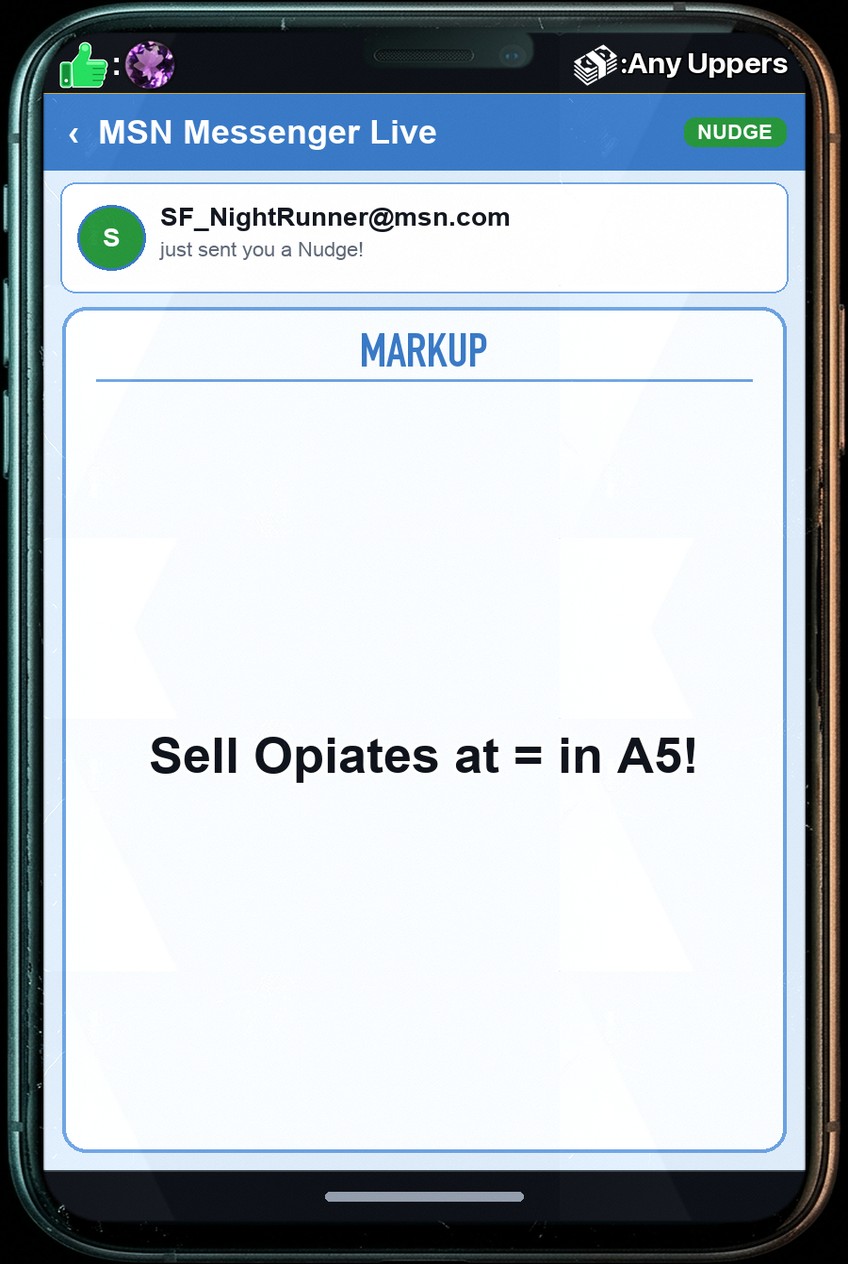 : :Any Uppers
‹ MSN Messenger Live NUDGE
S
SF_NightRunner@msn.com
just sent you a Nudge!
MARKUP
Sell Opiates at = in A5!